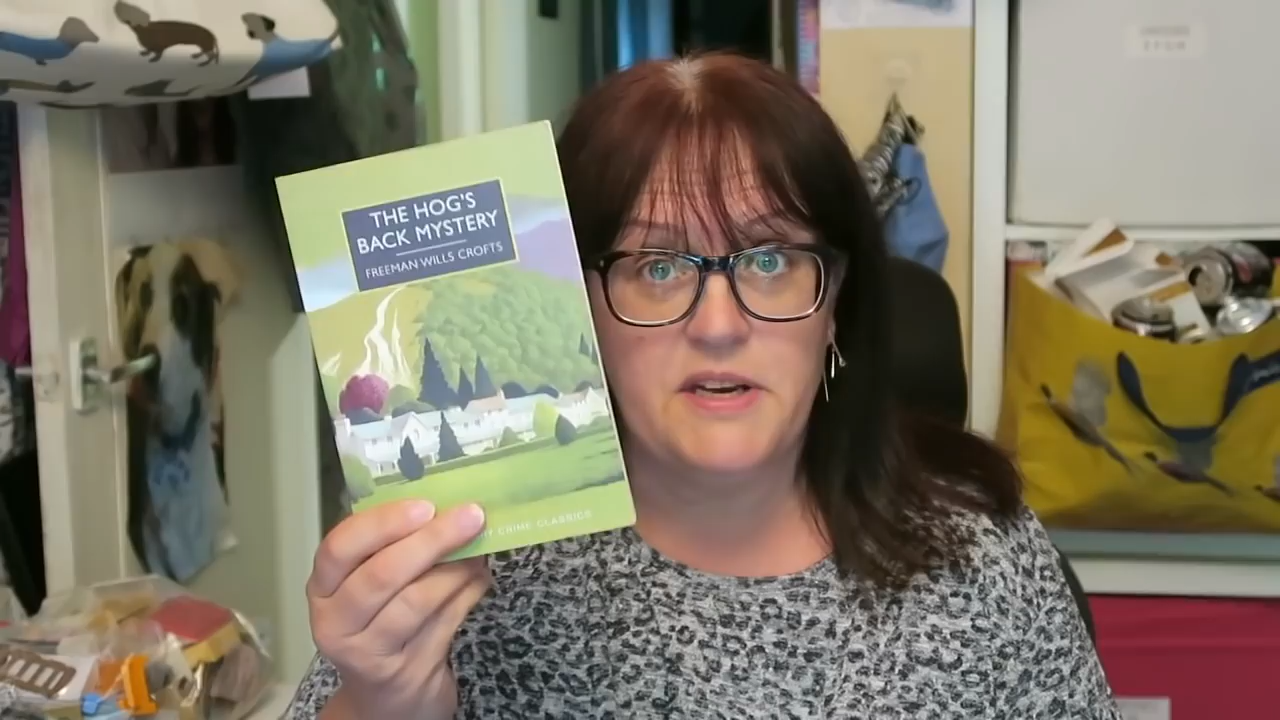 THE HOG'S
BACK MYSTERY
FREEMAN WILLS CROFTS
CRIME CLASSICS